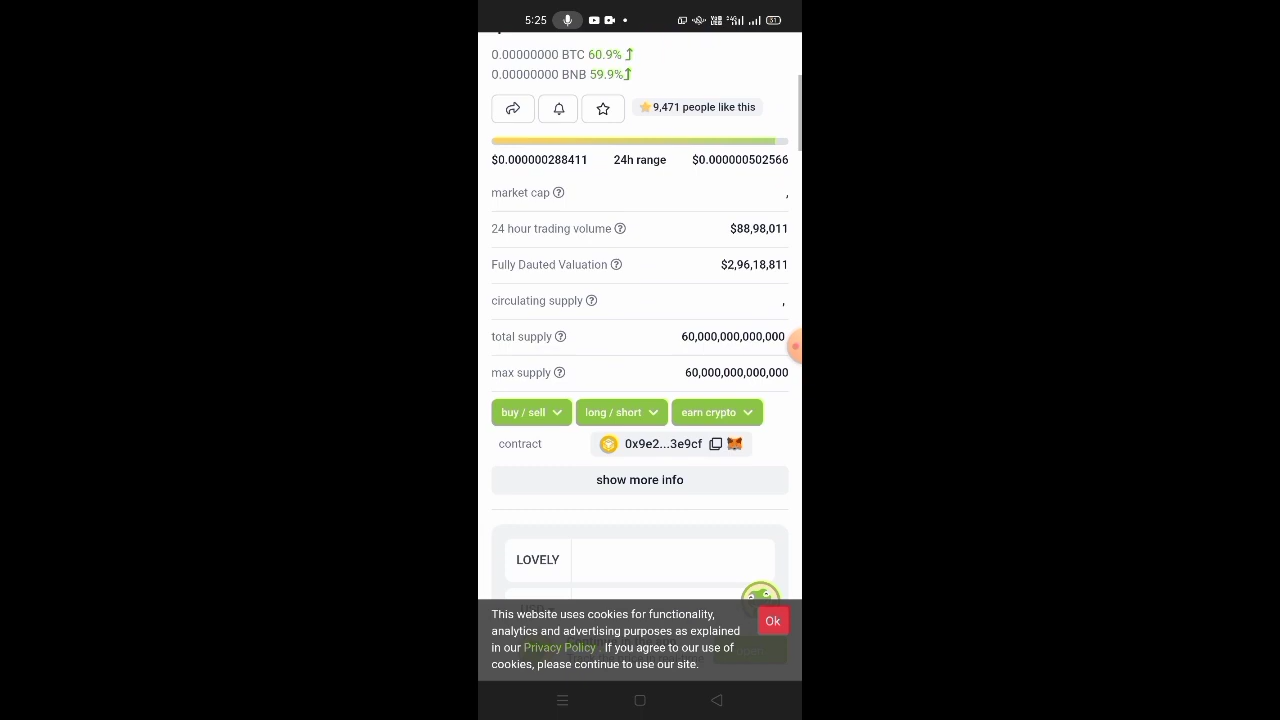 5:25
0.00000000 BTC 60.9%
0.00000000 BNB 59.9%
9,471 people like this
$0.000000288411 24h range $0.000000502566
market cap ,
24 hour trading volume $88,98,011
Fully Dauted Valuation $2,96,18,811
circulating supply ,
total supply 60,000,000,000,000
max supply 60,000,000,000,000
buy / sell long / short earn crypto
contract 0x9e2...3e9cf
show more info
LOVELY
This website uses cookies for functionality,
analytics and advertising purposes as explained
in our Privacy Policy . If you agree to our use of
cookies, please continue to use our site.
Ok